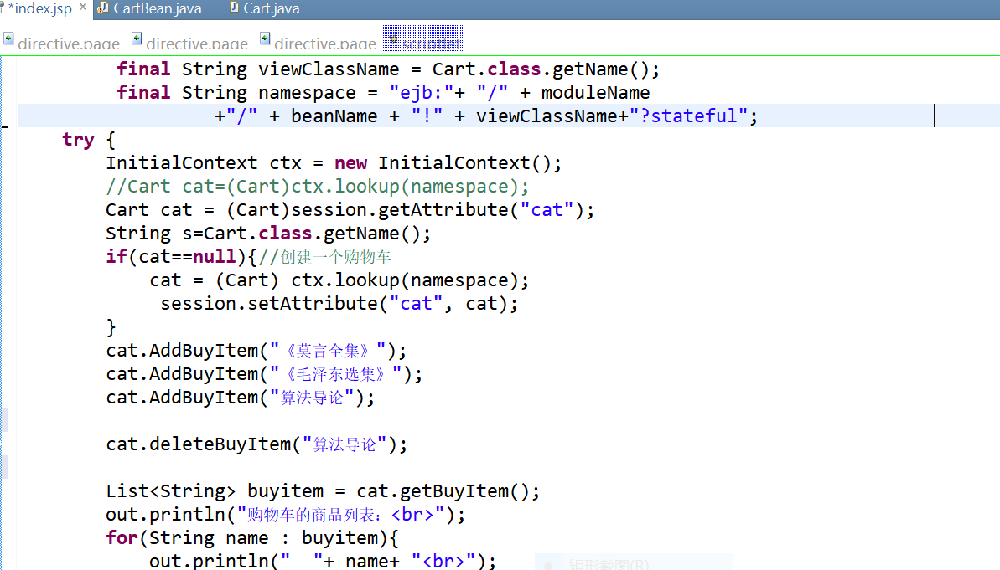 *index.jsp CartBean.java Cart.java
directive.page directive.page directive.page scriptlet
final String viewClassName = Cart.class.getName();
final String namespace = "ejb:"+ "/" + moduleName
+"/" + beanName + "!" + viewClassName+"?stateful";
try {
InitialContext ctx = new InitialContext();
//Cart cat=(Cart)ctx.lookup(namespace);
Cart cat = (Cart)session.getAttribute("cat");
String s=Cart.class.getName();
if(cat==null){//创建一个购物车
cat = (Cart) ctx.lookup(namespace);
session.setAttribute("cat", cat);
}
cat.AddBuyItem("《莫言全集》");
cat.AddBuyItem("《毛泽东选集》");
cat.AddBuyItem("算法导论");
cat.deleteBuyItem("算法导论");
List<String> buyitem = cat.getBuyItem();
out.println("购物车的商品列表：<br>");
for(String name : buyitem){
out.println("  "+ name+ "<br>");
矩形截图(R)